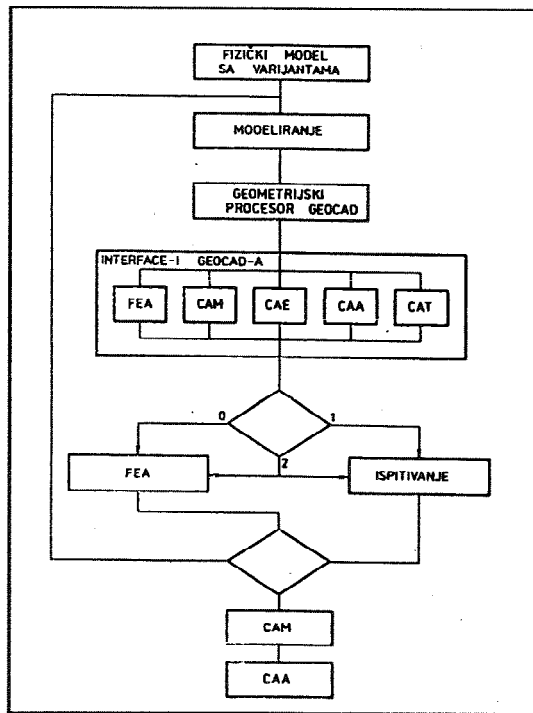 FIZIČKI MODEL
SA VARIJANTAMA
MODELIRANJE
GEOMETRIJSKI
PROCESOR GEOCAD
INTERFACE-I GEOCAD-A
FEA
CAM
CAE
CAA
CAT
0
1
2
FEA
ISPITIVANJE
CAM
CAA